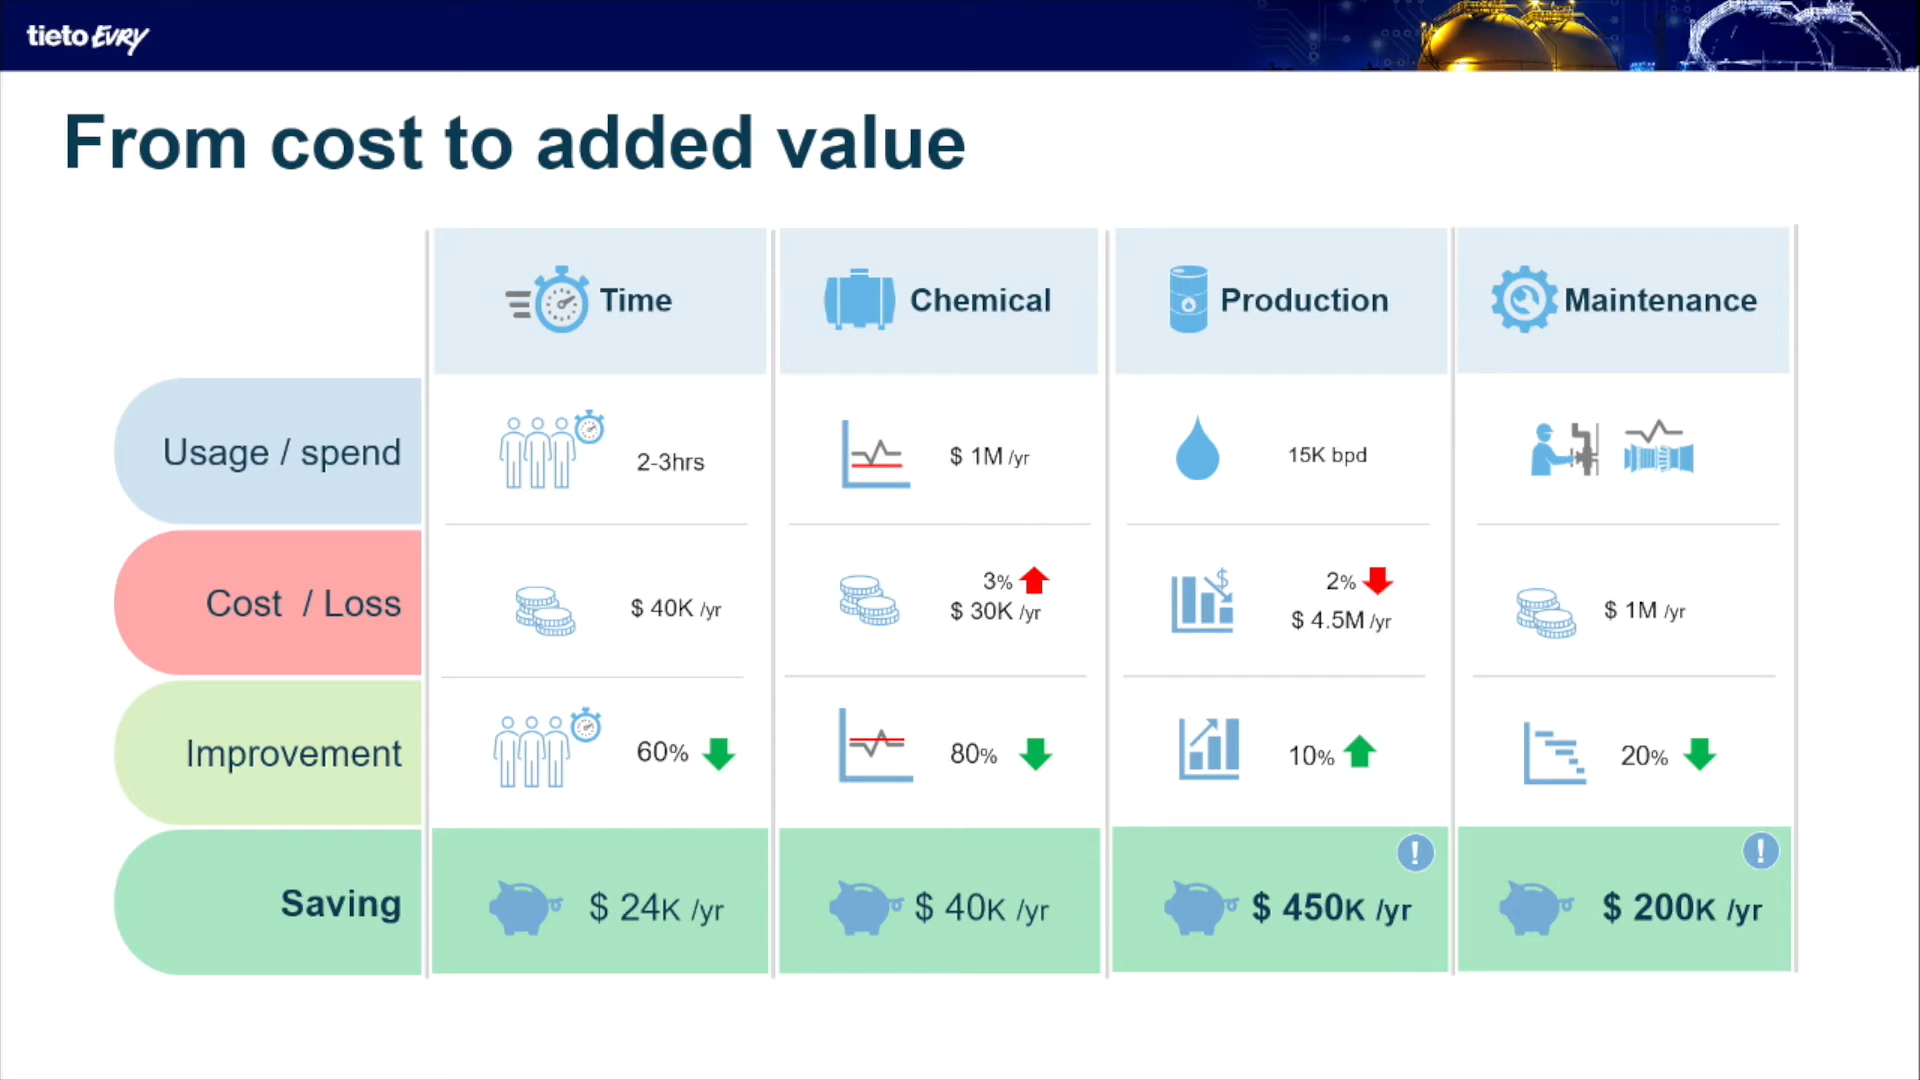 tieto EVRY
From cost to added value
Time
Chemical
Production
Maintenance
Usage / spend
2-3hrs
$ 1M /yr
15K bpd
Cost / Loss
$ 40K /yr
3%
$ 30K /yr
2%
$ 4.5M /yr
$ 1M /yr
Improvement
60%
80%
10%
20%
Saving
$ 24K /yr
$ 40K /yr
$ 450K /yr
$ 200K /yr